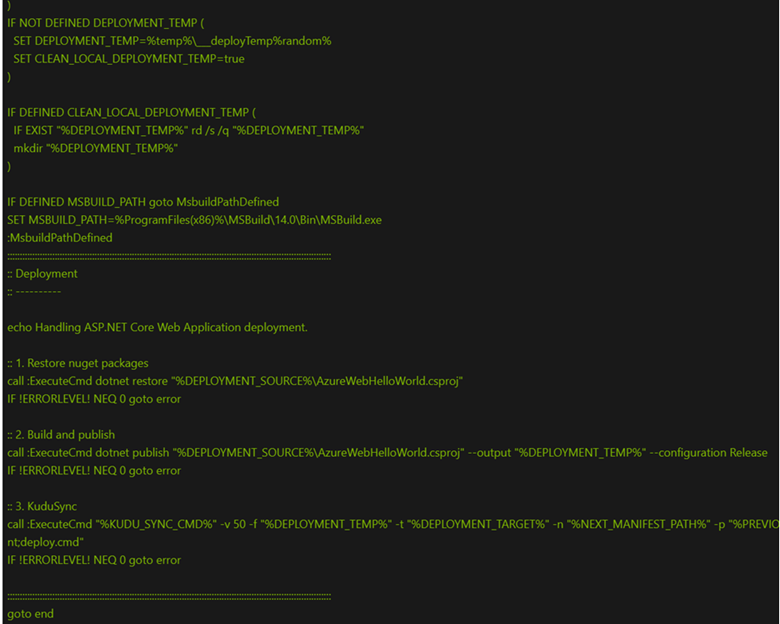 )
IF NOT DEFINED DEPLOYMENT_TEMP (
  SET DEPLOYMENT_TEMP=%temp%\___deployTemp%random%
  SET CLEAN_LOCAL_DEPLOYMENT_TEMP=true
)

IF DEFINED CLEAN_LOCAL_DEPLOYMENT_TEMP (
  IF EXIST "%DEPLOYMENT_TEMP%" rd /s /q "%DEPLOYMENT_TEMP%"
  mkdir "%DEPLOYMENT_TEMP%"
)

IF DEFINED MSBUILD_PATH goto MsbuildPathDefined
SET MSBUILD_PATH=%ProgramFiles(x86)%\MSBuild\14.0\Bin\MSBuild.exe
:MsbuildPathDefined
::::::::::::::::::::::::::::::::::::::::::::::::::::::::::::::::::::::::::::::::::::::::::::::::::::::::::::::
:: Deployment
:: ----------

echo Handling ASP.NET Core Web Application deployment.

:: 1. Restore nuget packages
call :ExecuteCmd dotnet restore "%DEPLOYMENT_SOURCE%\AzureWebHelloWorld.csproj"
IF !ERRORLEVEL! NEQ 0 goto error

:: 2. Build and publish
call :ExecuteCmd dotnet publish "%DEPLOYMENT_SOURCE%\AzureWebHelloWorld.csproj" --output "%DEPLOYMENT_TEMP%" --configuration Release
IF !ERRORLEVEL! NEQ 0 goto error

:: 3. KuduSync
call :ExecuteCmd "%KUDU_SYNC_CMD%" -v 50 -f "%DEPLOYMENT_TEMP%" -t "%DEPLOYMENT_TARGET%" -n "%NEXT_MANIFEST_PATH%" -p "%PREVIO
nt;deploy.cmd"
IF !ERRORLEVEL! NEQ 0 goto error

::::::::::::::::::::::::::::::::::::::::::::::::::::::::::::::::::::::::::::::::::::::::::::::::::::::::::::::
goto end